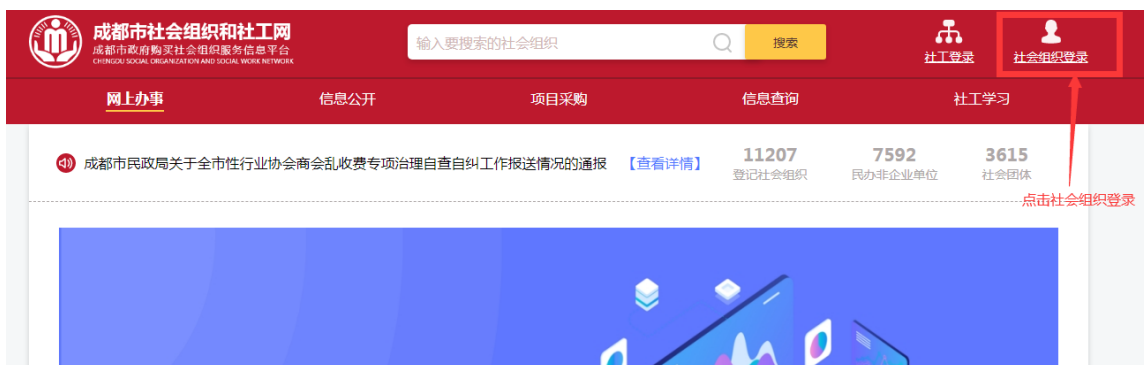 成都市社会组织和社工网
成都市政府购买社会组织服务信息平台
CHENGDU SOCIAL ORGANIZATION AND SOCIAL WORK NETWORK
输入要搜索的社会组织
搜索
社工登录
社会组织登录
网上办事
信息公开
项目采购
信息查询
社工学习
成都市民政局关于全市性行业协会商会乱收费专项治理自查自纠工作报送情况的通报
【查看详情】
11207
登记社会组织
7592
民办非企业单位
3615
社会团体
点击社会组织登录